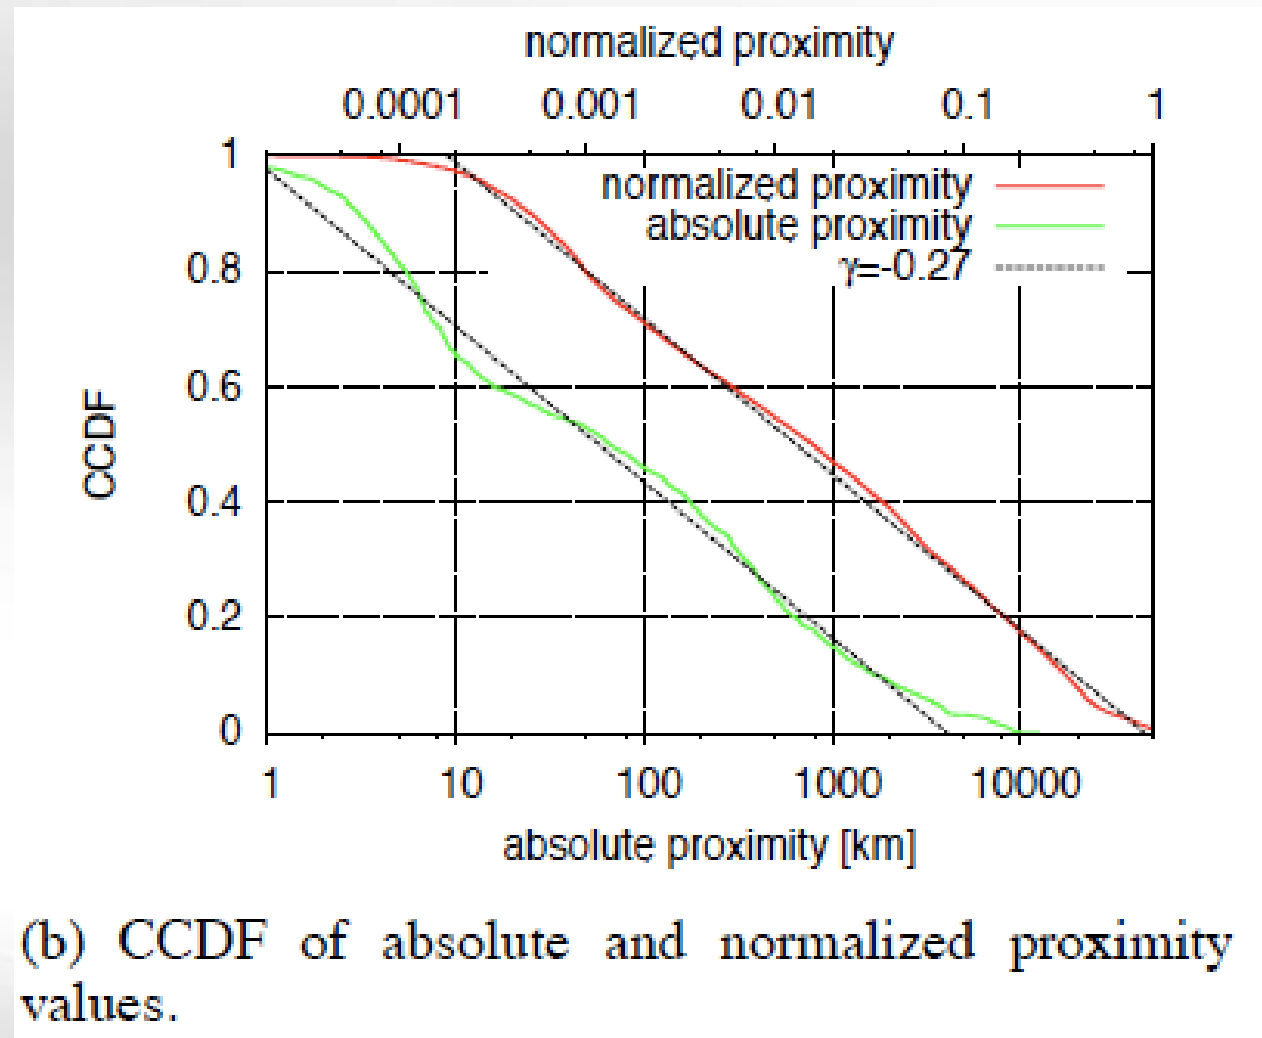 normalized proximity
0.0001 0.001 0.01 0.1 1
1
normalized proximity
absolute proximity
γ=-0.27
0.8
0.6
CCDF
0.4
0.2
0
1 10 100 1000 10000
absolute proximity [km]
(b) CCDF of absolute and normalized proximity
values.